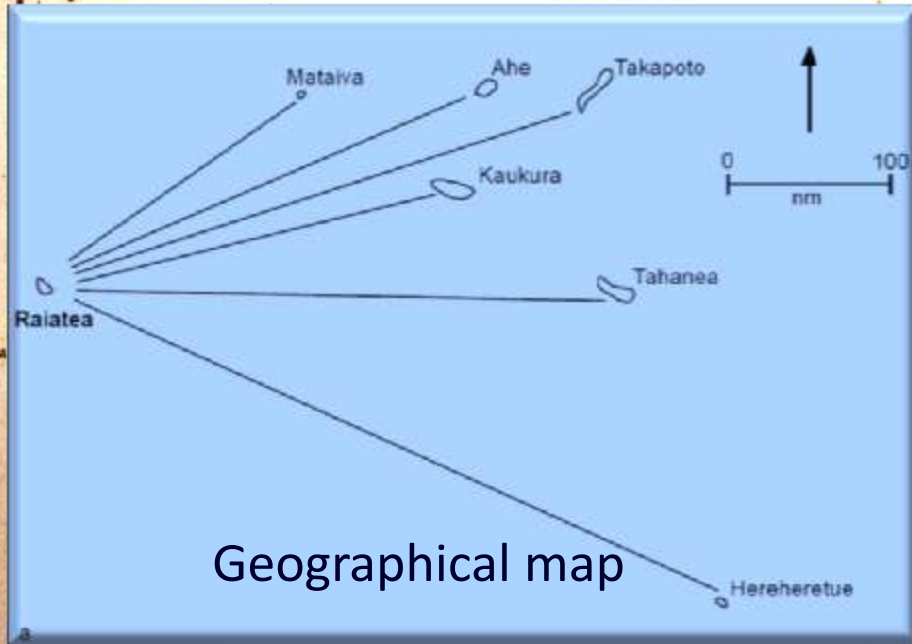 Mataiva
Ahe
Takapoto
Kaukura
0 100
nm
Tahanea
Raiatea
Hereheretue
Geographical map
a